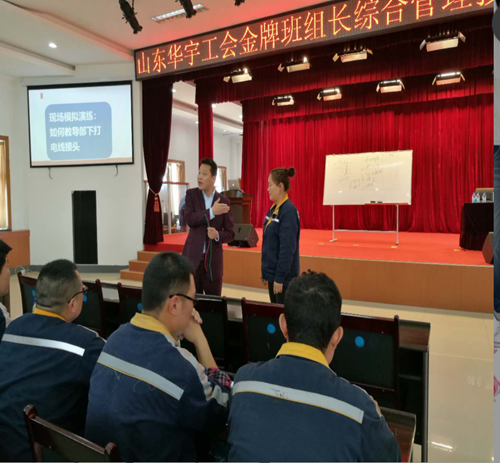 山东华宇工会金牌班组长综合管理
现场模拟演练：
如何教导部下打
电线接头